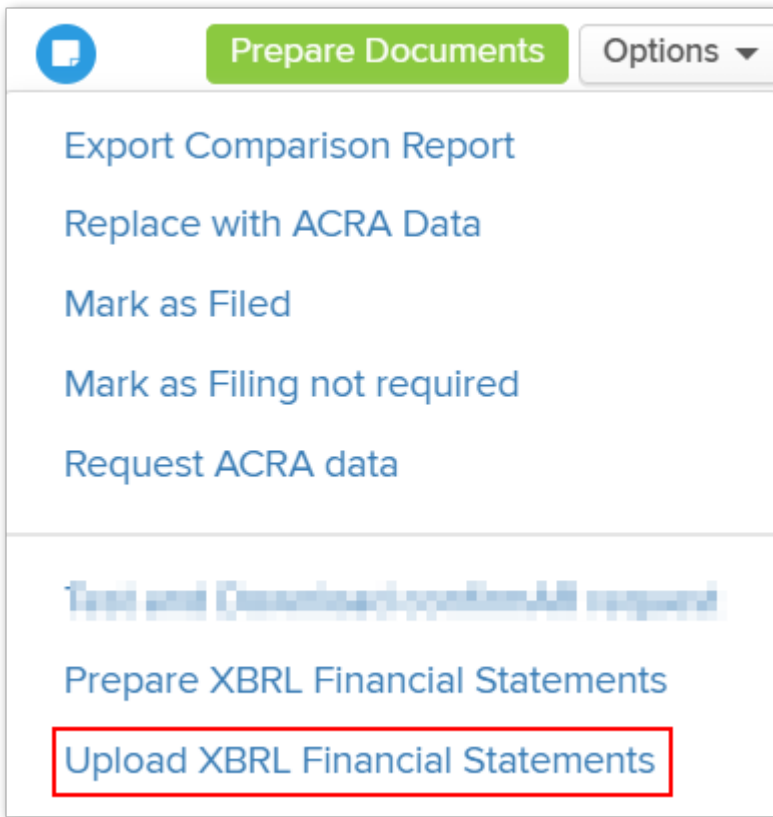 Prepare Documents Options
Export Comparison Report
Replace with ACRA Data
Mark as Filed
Mark as Filing not required
Request ACRA data
Prepare XBRL Financial Statements
Upload XBRL Financial Statements